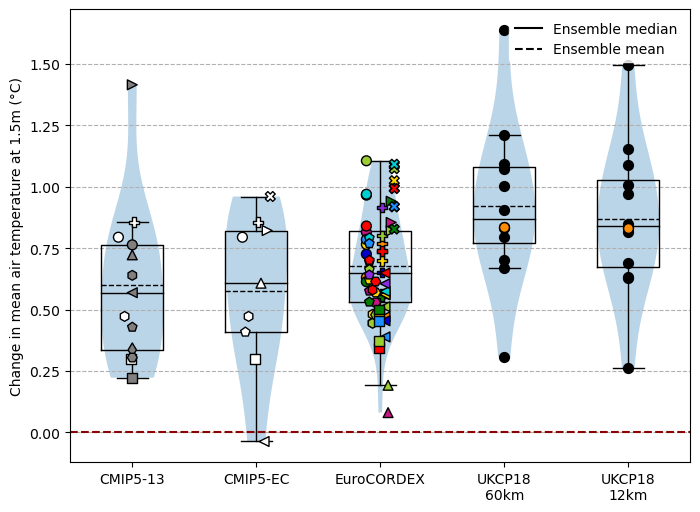 Ensemble median
Ensemble mean
Change in mean air temperature at 1.5m (°C)
1.50
1.25
1.00
0.75
0.50
0.25
0.00
CMIP5-13
CMIP5-EC
EuroCORDEX
UKCP18
60km
UKCP18
12km